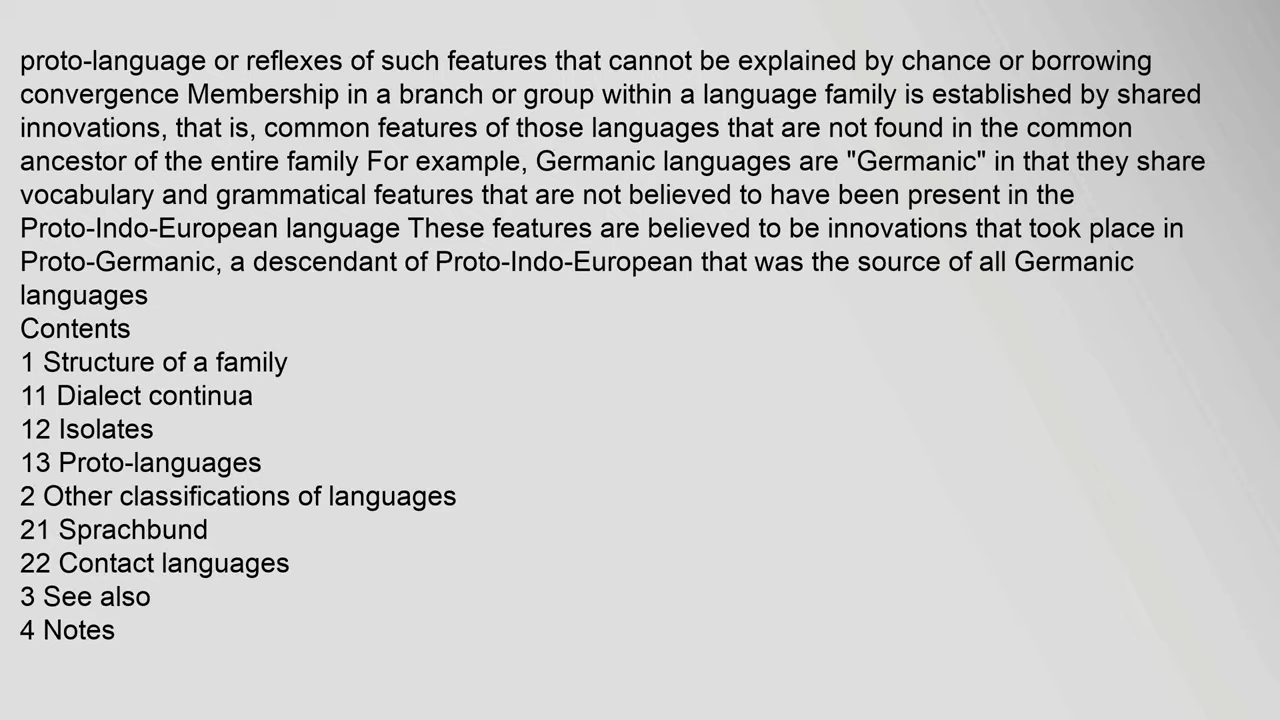 proto-language or reflexes of such features that cannot be explained by chance or borrowing
convergence Membership in a branch or group within a language family is established by shared
innovations, that is, common features of those languages that are not found in the common
ancestor of the entire family For example, Germanic languages are "Germanic" in that they share
vocabulary and grammatical features that are not believed to have been present in the
Proto-Indo-European language These features are believed to be innovations that took place in
Proto-Germanic, a descendant of Proto-Indo-European that was the source of all Germanic
languages
Contents
1 Structure of a family
11 Dialect continua
12 Isolates
13 Proto-languages
2 Other classifications of languages
21 Sprachbund
22 Contact languages
3 See also
4 Notes